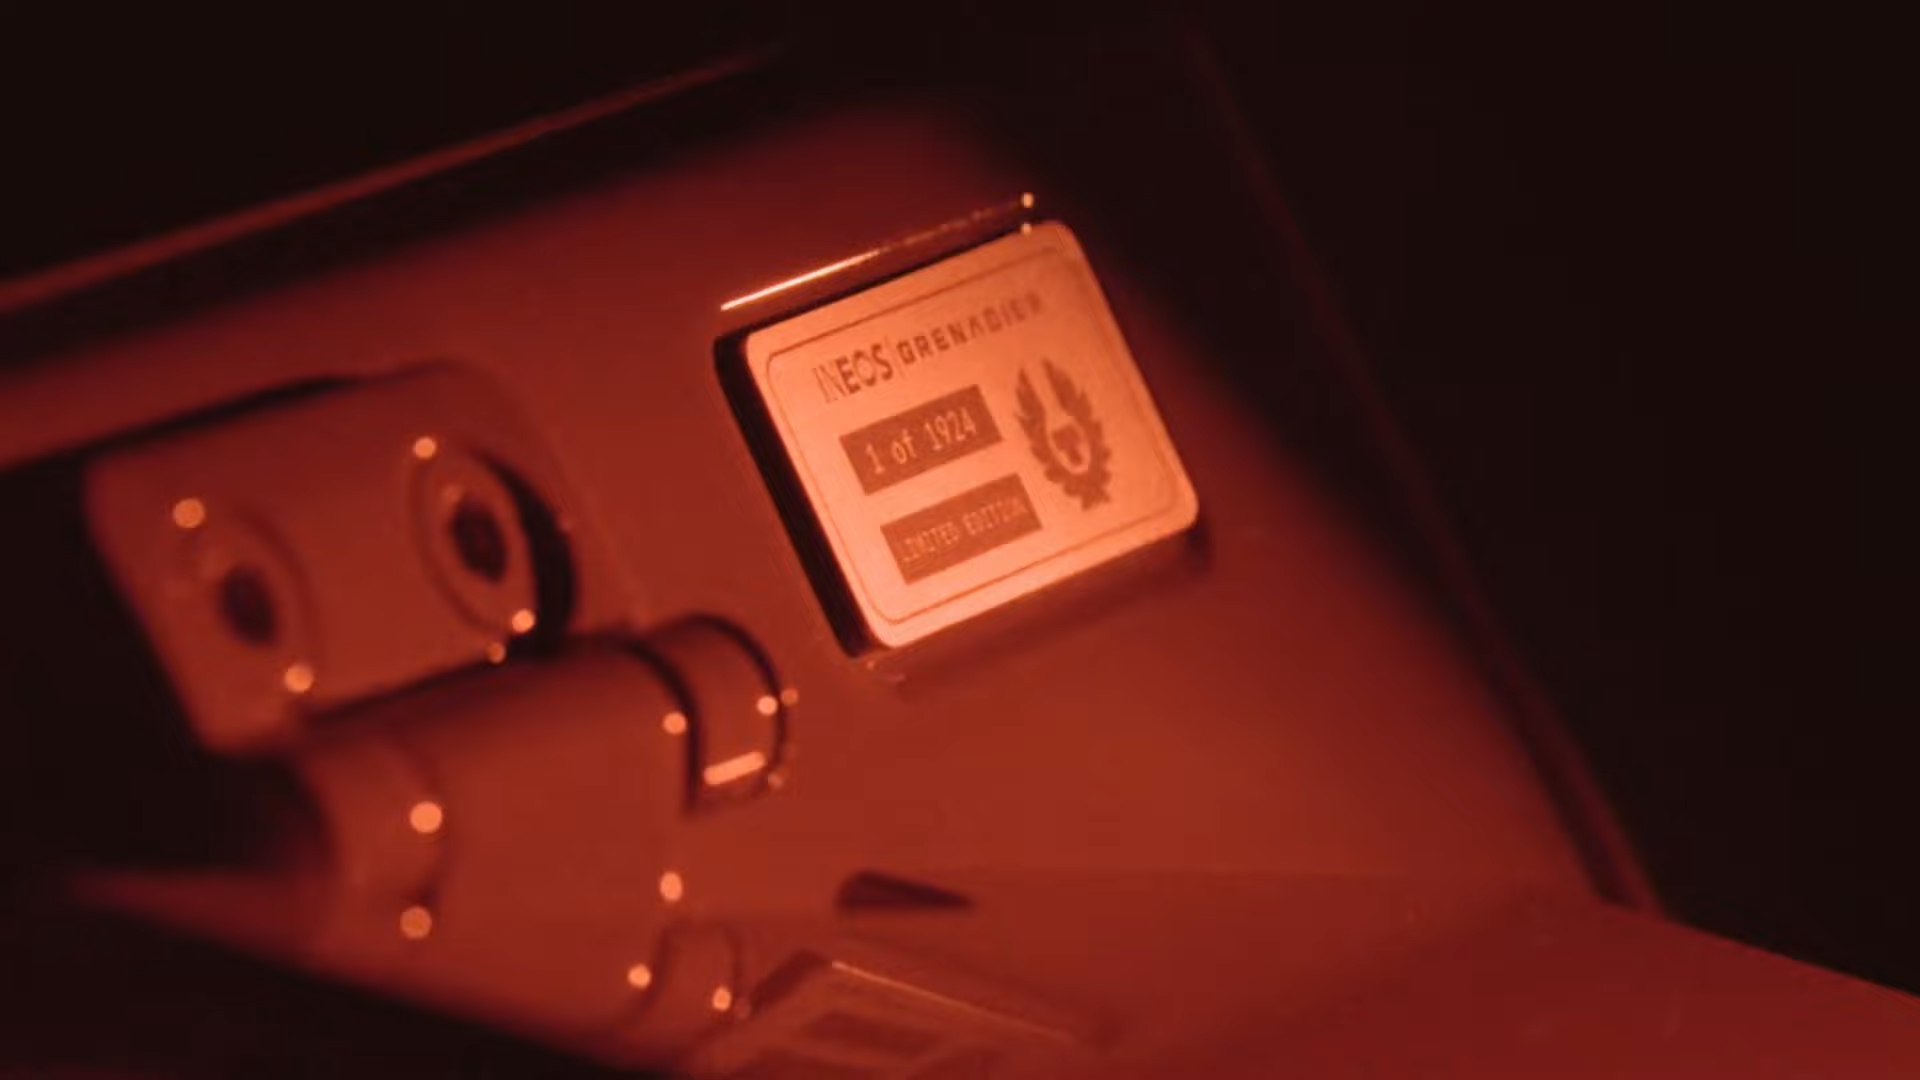 INEOS | GRENADIER
1 of 1924
LIMITED EDITION